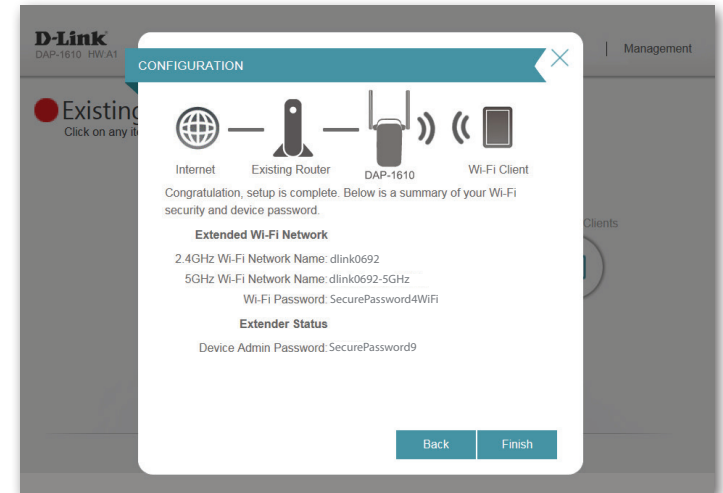 D-Link
DAP-1610 HW:A1
Management
CONFIGURATION
Existing
Click on any
Internet
Existing Router
DAP-1610
Wi-Fi Client
Congratulation, setup is complete. Below is a summary of your Wi-Fi
security and device password.
Clients
Extended Wi-Fi Network
2.4GHz Wi-Fi Network Name: dlink0692
5GHz Wi-Fi Network Name: dlink0692-5GHz
Wi-Fi Password: SecurePassword4WiFi
Extender Status
Device Admin Password: SecurePassword9
Back
Finish